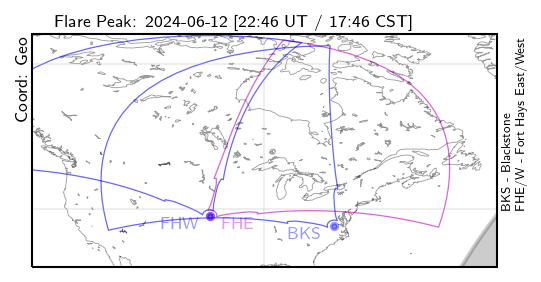 Flare Peak: 2024-06-12 [22:46 UT / 17:46 CST]
Coord: Geo
FHW
FHE
BKS
BKS - Blackstone
FHE/W - Fort Hays East/West